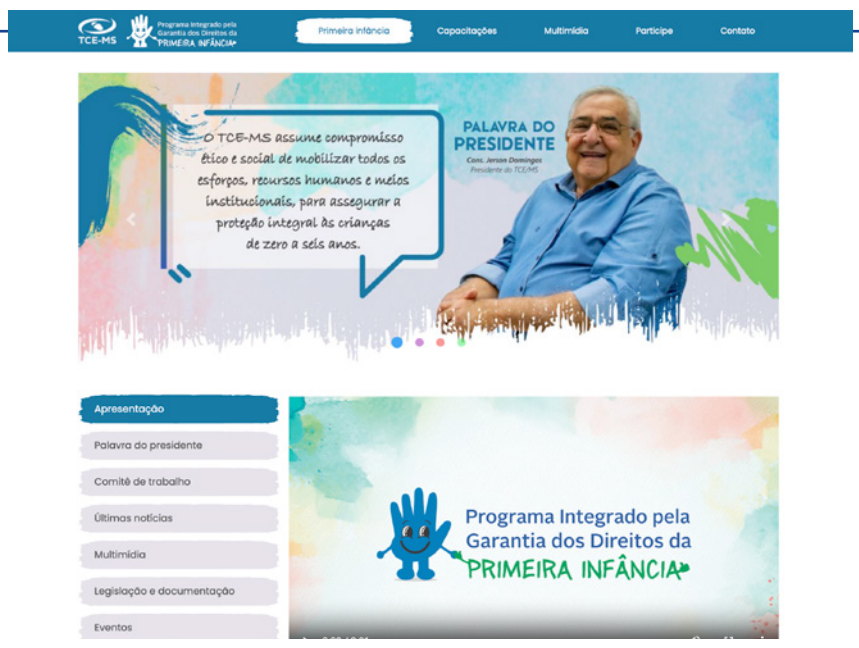 TCE-MS
Programa Integrado pela
Garantia dos Direitos da
PRIMEIRA INFÂNCIA
Primeira infância
Capacitações
Multimídia
Participe
Contato
O TCE-MS assume compromisso
ético e social de mobilizar todos os
esforços, recursos humanos e meios
institucionais, para assegurar a
proteção integral às crianças
de zero a seis anos.
PALAVRA DO
PRESIDENTE
Cons. Jerson Domingos
Presidente do TCE/MS
Apresentação
Palavra do presidente
Comitê de trabalho
Últimas notícias
Multimídia
Legislação e documentação
Eventos
Programa Integrado pela
Garantia dos Direitos da
PRIMEIRA INFÂNCIA